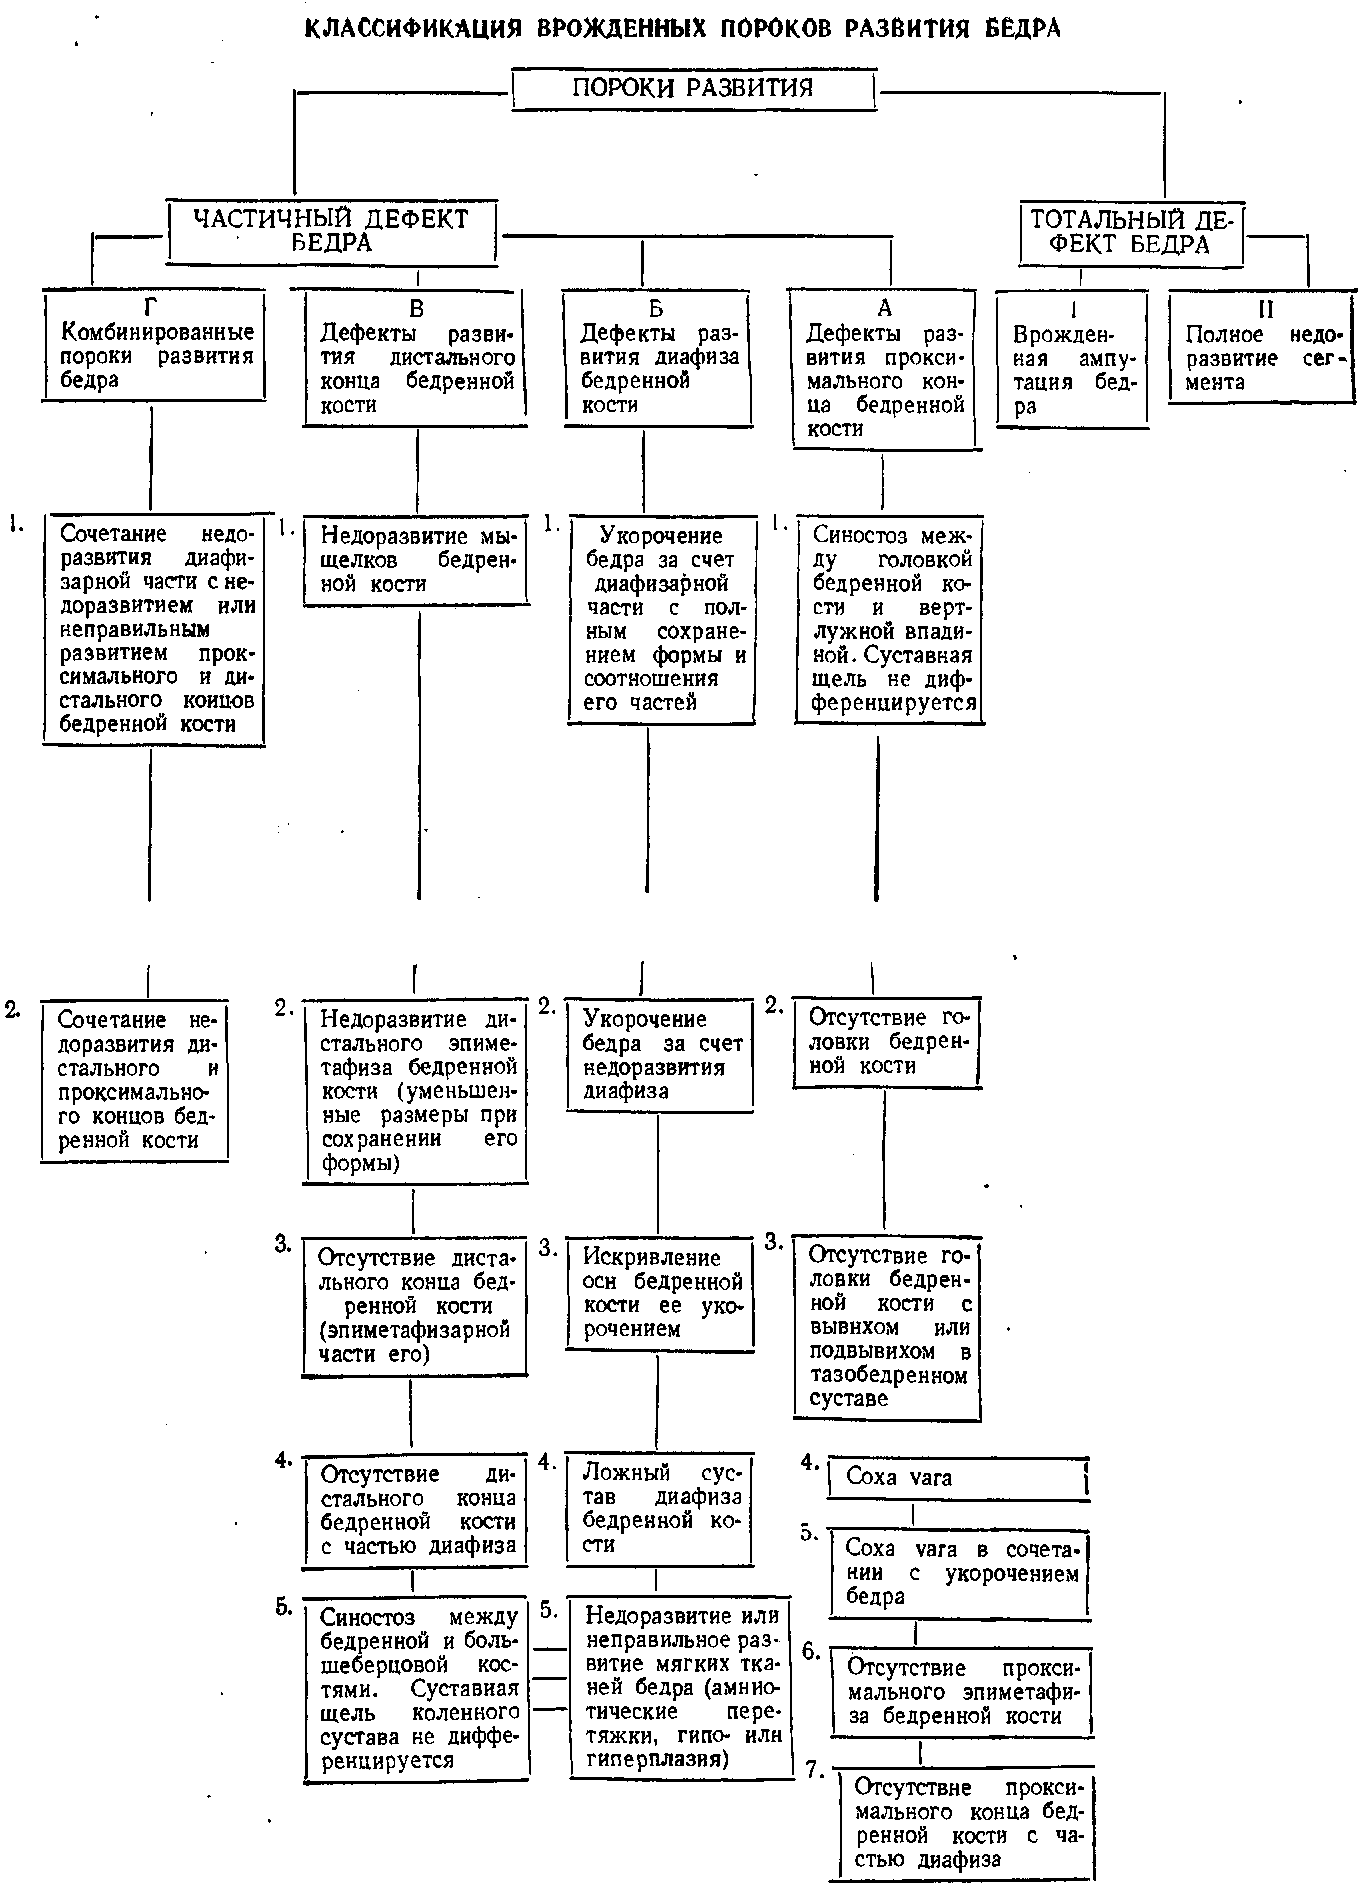 КЛАССИФИКАЦИЯ ВРОЖДЕННЫХ ПОРОКОВ РАЗВИТИЯ БЕДРА
ПОРОКИ РАЗВИТИЯ
ЧАСТИЧНЫЙ ДЕФЕКТ
БЕДРА
ТОТАЛЬНЫЙ ДЕ-
ФЕКТ БЕДРА
Г
Комбинированные
пороки развития
бедра
В
Дефекты разви-
тия дистального
конца бедренной
кости
Б
Дефекты раз-
вития диафиза
бедренной
кости
А
Дефекты раз-
вития прокси-
мального кон-
ца бедренной
кости
I
Врожден-
ная ампу-
тация бед-
ра
II
Полное недо-
развитие сег-
мента
1.
Сочетание недо-
развития диафи-
зарной части с не-
доразвитием или
неправильным
развитием прок-
симального и ди-
стального концов
бедренной кости
1.
Недоразвитие мы-
щелков бедрен-
ной кости
1.
Укорочение
бедра за счет
диафизарной
части с пол-
ным сохране-
нием формы и
соотношения
его частей
1.
Синостоз меж-
ду головкой
бедренной ко-
сти и верт-
лужной впади-
ной. Суставная
щель не диф-
ференцируется
2.
Сочетание не-
доразвития ди-
стального и
проксимально-
го концов бед-
ренной кости
2.
Недоразвитие ди-
стального эпиме-
тафиза бедренной
кости (уменьшен-
ные размеры при
сохранении его
формы)
2.
Укорочение
бедра за счет
недоразвития
диафиза
2.
Отсутствие го-
ловки бедрен-
ной кости
3.
Отсутствие диста-
льного конца бед-
ренной кости
(эпиметафизарной
части его)
3.
Искривление
оси бедренной
кости ее уко-
рочением
3.
Отсутствие го-
ловки бедрен-
ной кости с
вывихом или
подвывихом в
тазобедренном
суставе
4.
Отсутствие ди-
стального конца
бедренной кости
с частью диафиза
4.
Ложный сус-
тав диафиза
бедренной ко-
сти
4.
Coxa vara
5.
Coxa vara в сочета-
нии с укорочением
бедра
5.
Синостоз между
бедренной и боль-
шеберцовой кос-
тями. Суставная
щель коленного
сустава не диффе-
ренцируется
5.
Недоразвитие или
неправильное раз-
витие мягких тка-
ней бедра (амнио-
тические пере-
тяжки, гипо- или
гиперплазия)
6.
Отсутствие прокси-
мального эпиметафи-
за бедренной кости
7.
Отсутствие прокси-
мального конца бед-
ренной кости с ча-
стью диафиза